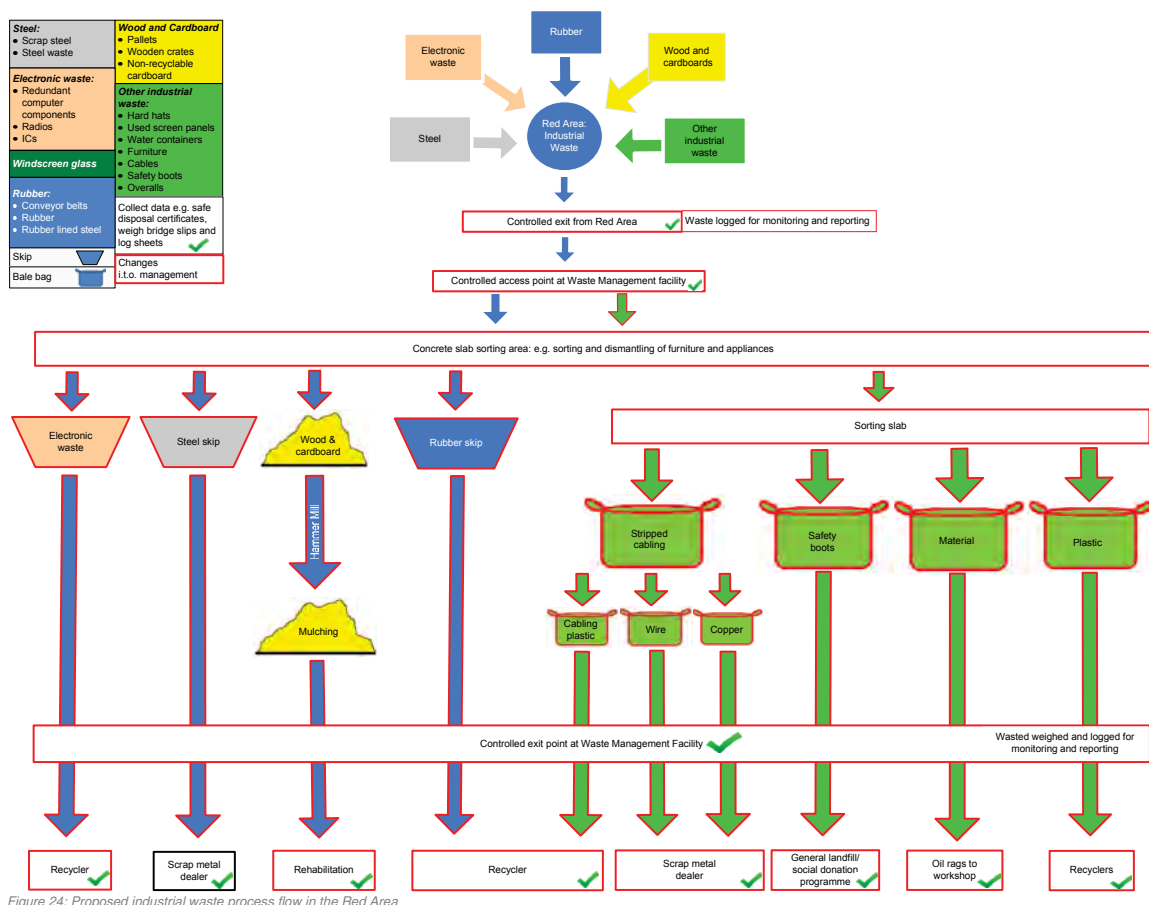 Steel:
• Scrap steel
• Steel waste
Electronic waste:
• Redundant
computer
components
• Radios
• ICs
Windscreen glass
Rubber:
• Conveyor belts
• Rubber
• Rubber lined steel
Skip
Bale bag
Wood and Cardboard
• Pallets
• Wooden crates
• Non-recyclable
cardboard
Other industrial
waste:
• Hard hats
• Used screen panels
• Water containers
• Furniture
• Cables
• Safety boots
• Overalls
Collect data e.g. safe
disposal certificates,
weigh bridge slips and
log sheets
Changes
i.t.o. management
Rubber
Electronic
waste
Wood and
cardboards
Steel
Red Area:
Industrial
Waste
Other
industrial
waste
Controlled exit from Red Area
Waste logged for monitoring and reporting
Controlled access point at Waste Management facility
Concrete slab sorting area: e.g. sorting and dismantling of furniture and appliances
Electronic
waste
Steel skip
Wood &
cardboard
Rubber skip
Sorting slab
Hammer Mill
Stripped
cabling
Safety
boots
Material
Plastic
Mulching
Cabling
plastic
Wire
Copper
Controlled exit point at Waste Management Facility
Wasted weighed and logged for
monitoring and reporting
Recycler
Scrap metal
dealer
Rehabilitation
Recycler
Scrap metal
dealer
General landfill/
social donation
programme
Oil rags to
workshop
Recyclers
Figure 24: Proposed industrial waste process flow in the Red Area